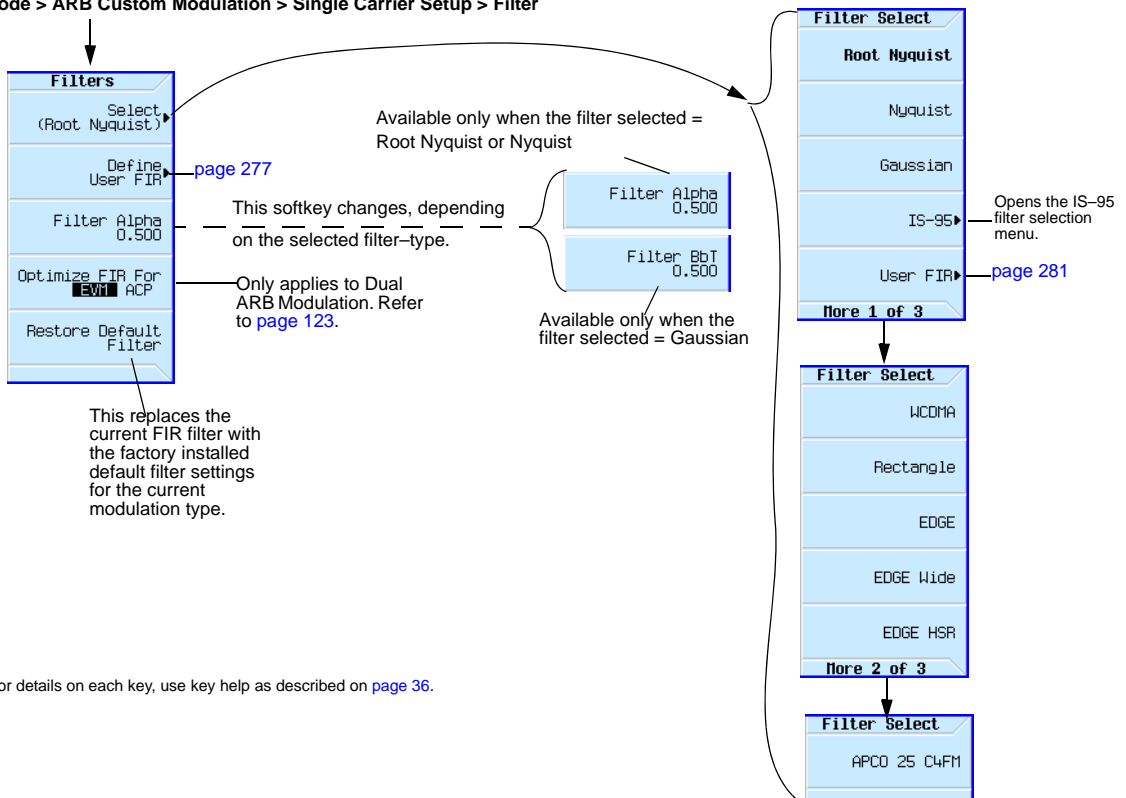 ode > ARB Custom Modulation > Single Carrier Setup > Filter
Filters
Select
(Root Nyquist)
Define
User FIR
page 277
Filter Alpha
0.500
This softkey changes, depending
on the selected filter–type.
Optimize FIR For
EVM ACP
Only applies to Dual
ARB Modulation. Refer
to page 123.
Restore Default
Filter
This replaces the
current FIR filter with
the factory installed
default filter settings
for the current
modulation type.
Available only when the filter selected =
Root Nyquist or Nyquist
Filter Alpha
0.500
Filter BbT
0.500
Available only when the
filter selected = Gaussian
Filter Select
Root Nyquist
Nyquist
Gaussian
IS-95
Opens the IS–95
filter selection
menu.
User FIR
page 281
More 1 of 3
Filter Select
WCDMA
Rectangle
EDGE
EDGE Wide
EDGE HSR
More 2 of 3
Filter Select
APCO 25 C4FM
or details on each key, use key help as described on page 36.